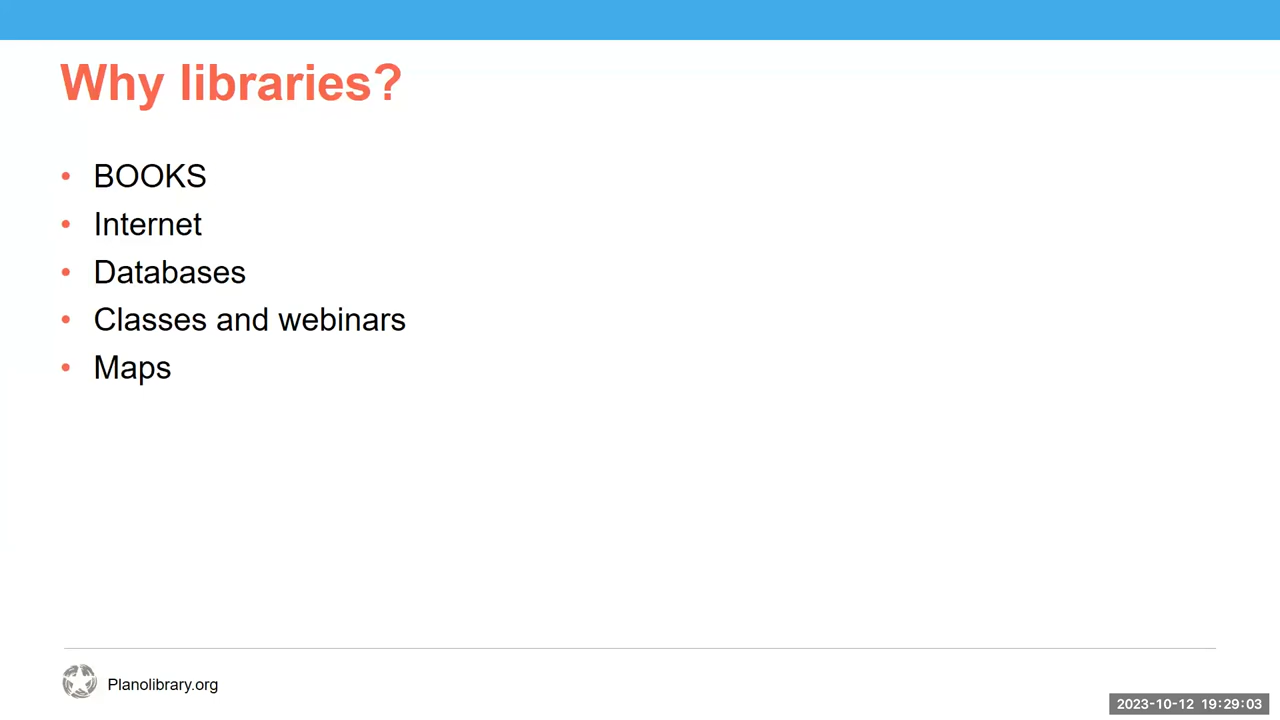 Why libraries?
• BOOKS
• Internet
• Databases
• Classes and webinars
• Maps
Planolibrary.org
2023-10-12 19:29:03